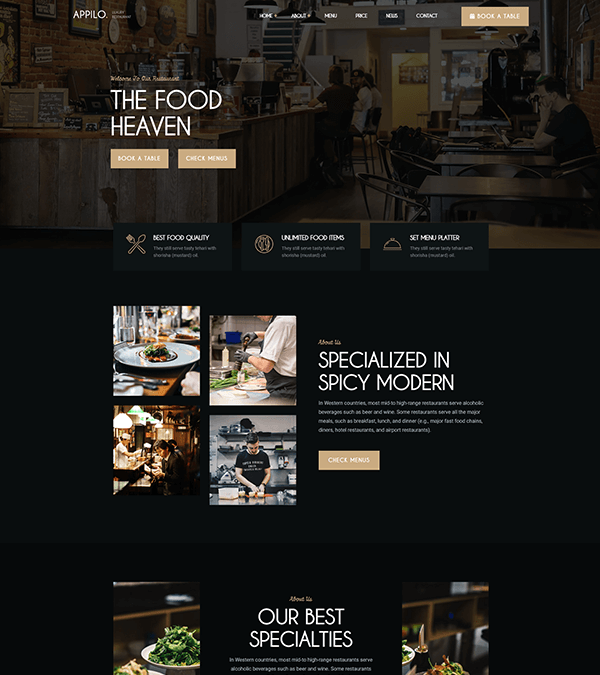 APPILO.
LUXURY
RESTAURANT
HOME + ABOUT + MENU PRICE NEWS CONTACT
BOOK A TABLE
Welcome To Our Restaurant
THE FOOD
HEAVEN
BOOK A TABLE
CHECK MENUS
BEST FOOD QUALITY
They still serve tasty tehari with
shorisha (mustard) oil.
UNLIMITED FOOD ITEMS
They still serve tasty tehari with
shorisha (mustard) oil.
SET MENU PLATTER
They still serve tasty tehari with
shorisha (mustard) oil.
About Us
SPECIALIZED IN
SPICY MODERN
In Western countries, most mid-to high-range restaurants serve alcoholic
beverages such as beer and wine. Some restaurants serve all the major
meals, such as breakfast, lunch, and dinner (e.g., major fast food chains,
diners, hotel restaurants, and airport restaurants).
CHECK MENUS
About Us
OUR BEST
SPECIALTIES
In Western countries, most mid-to high-range restaurants serve
alcoholic beverages such as beer and wine. Some restaurants